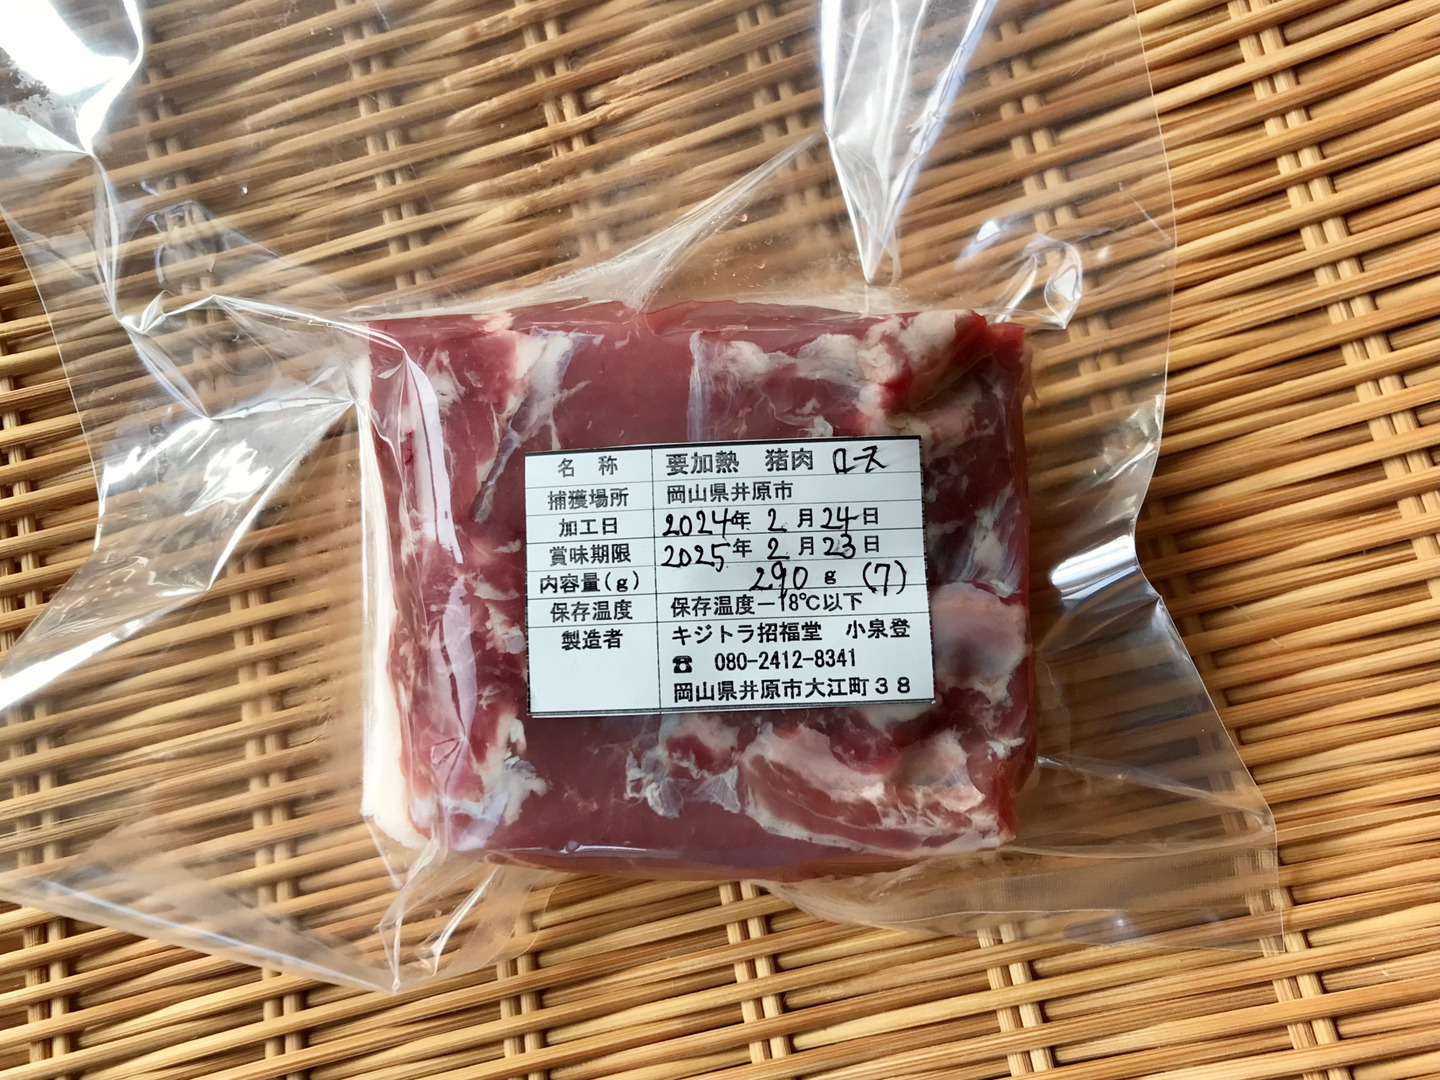 名 称 要加熱 猪肉 ロース
捕獲場所 岡山県井原市
加工日 2024年 2月 24日
賞味期限 2025年 2月 23日
内容量(g) 290 g (7)
保存温度 保存温度－18℃以下
製造者 キジトラ招福堂 小泉登
☎ 080-2412-8341
岡山県井原市大江町３８